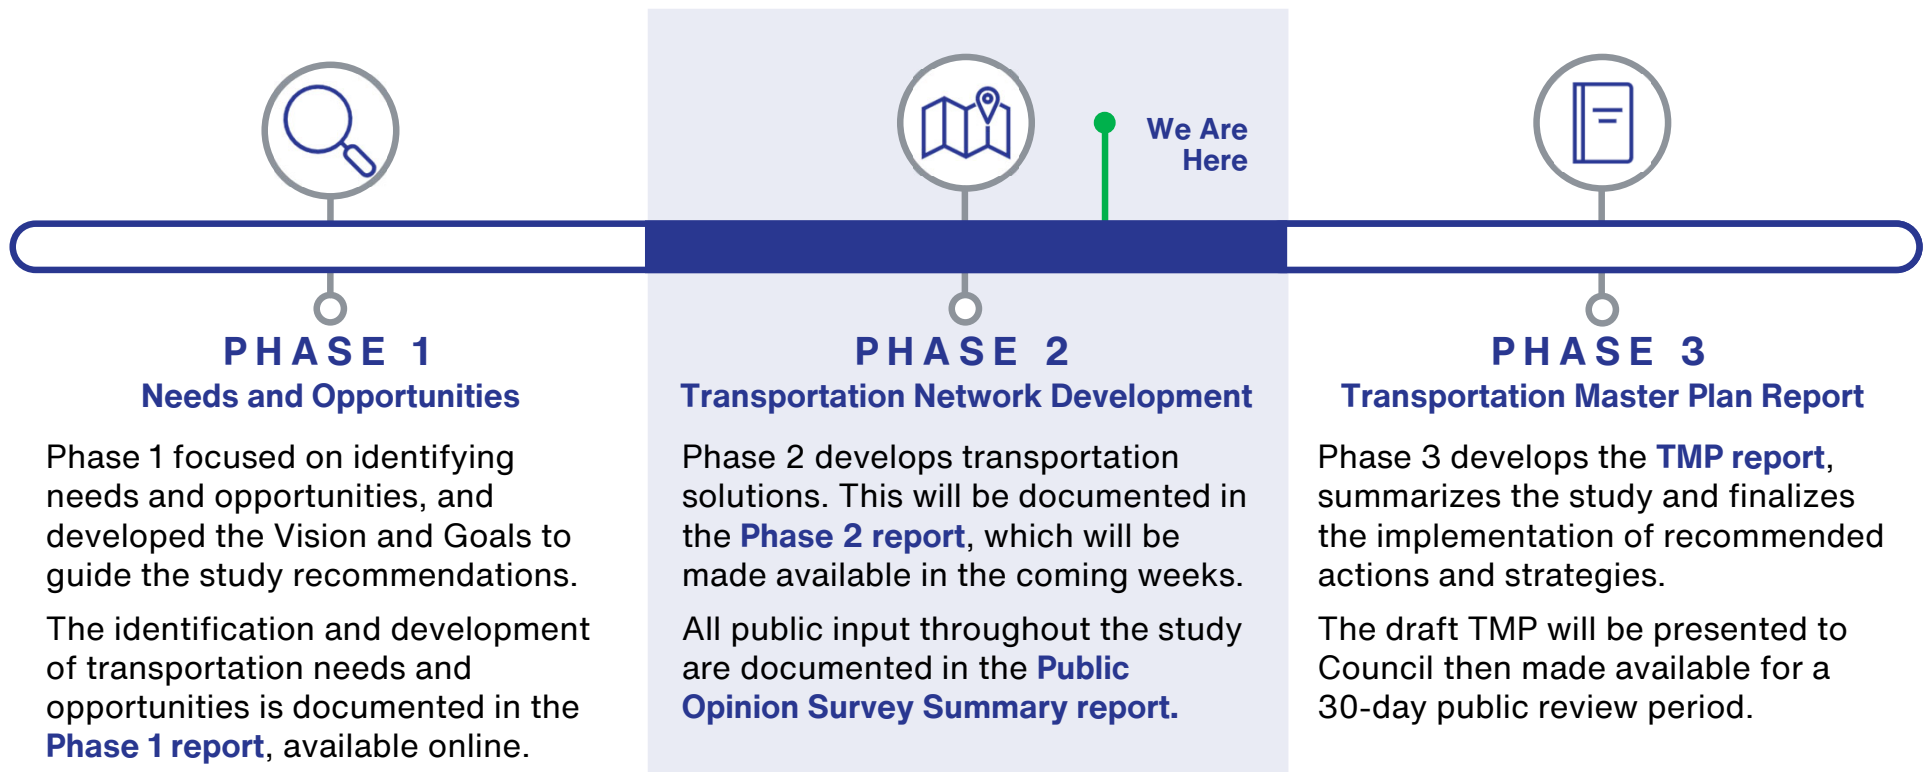 We Are
Here
PHASE 1
Needs and Opportunities
Phase 1 focused on identifying
needs and opportunities, and
developed the Vision and Goals to
guide the study recommendations.
The identification and development
of transportation needs and
opportunities is documented in the
Phase 1 report, available online.
PHASE 2
Transportation Network Development
Phase 2 develops transportation
solutions. This will be documented in
the Phase 2 report, which will be
made available in the coming weeks.
All public input throughout the study
are documented in the Public
Opinion Survey Summary report.
PHASE 3
Transportation Master Plan Report
Phase 3 develops the TMP report,
summarizes the study and finalizes
the implementation of recommended
actions and strategies.
The draft TMP will be presented to
Council then made available for a
30-day public review period.